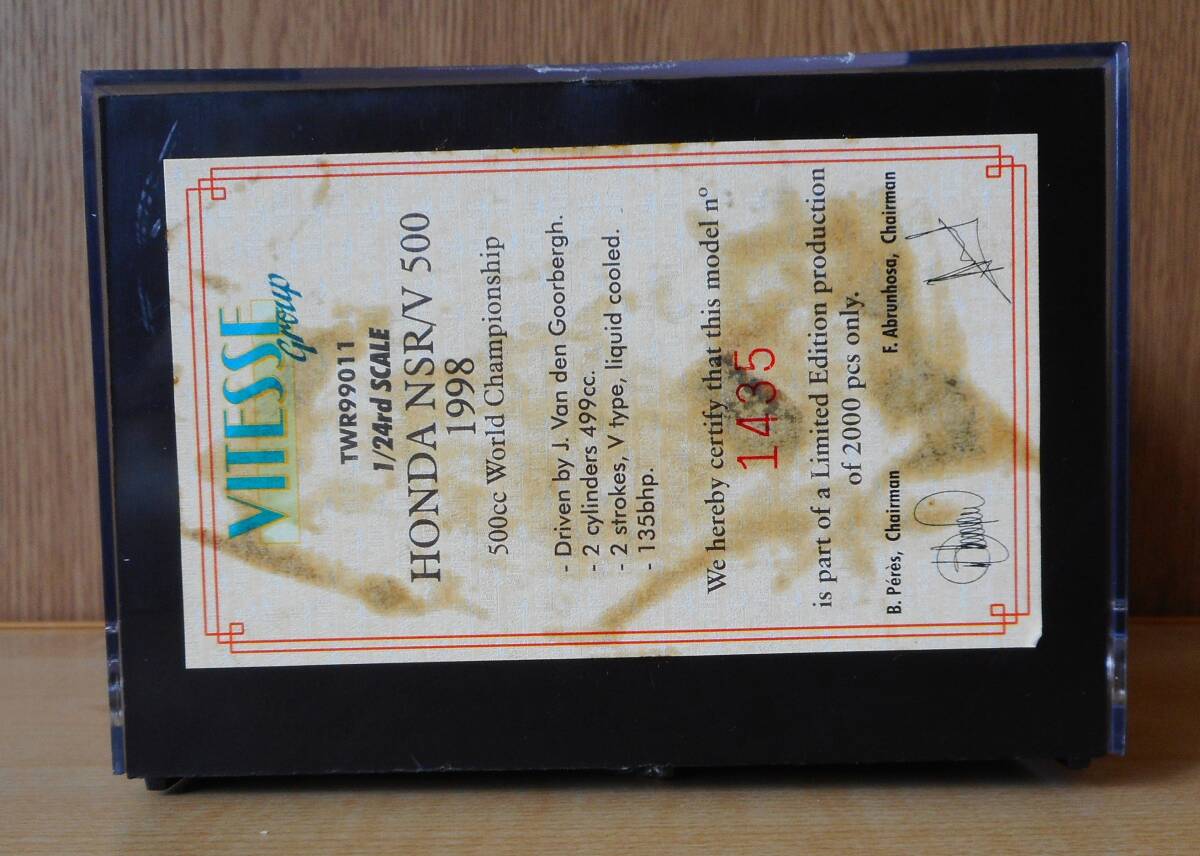 VITESSE
Group
TWR99011
1/24rd SCALE
HONDA NSR/V 500
1998
500cc World Championship
- Driven by J. Van den Goorbergh.
- 2 cylinders 499cc.
- 2 strokes, V type, liquid cooled.
- 135bhp.
We hereby certify that this model nº
1435
is part of a Limited Edition production
of 2000 pcs only.
B. Pérès, Chairman F. Abrunhosa, Chairman